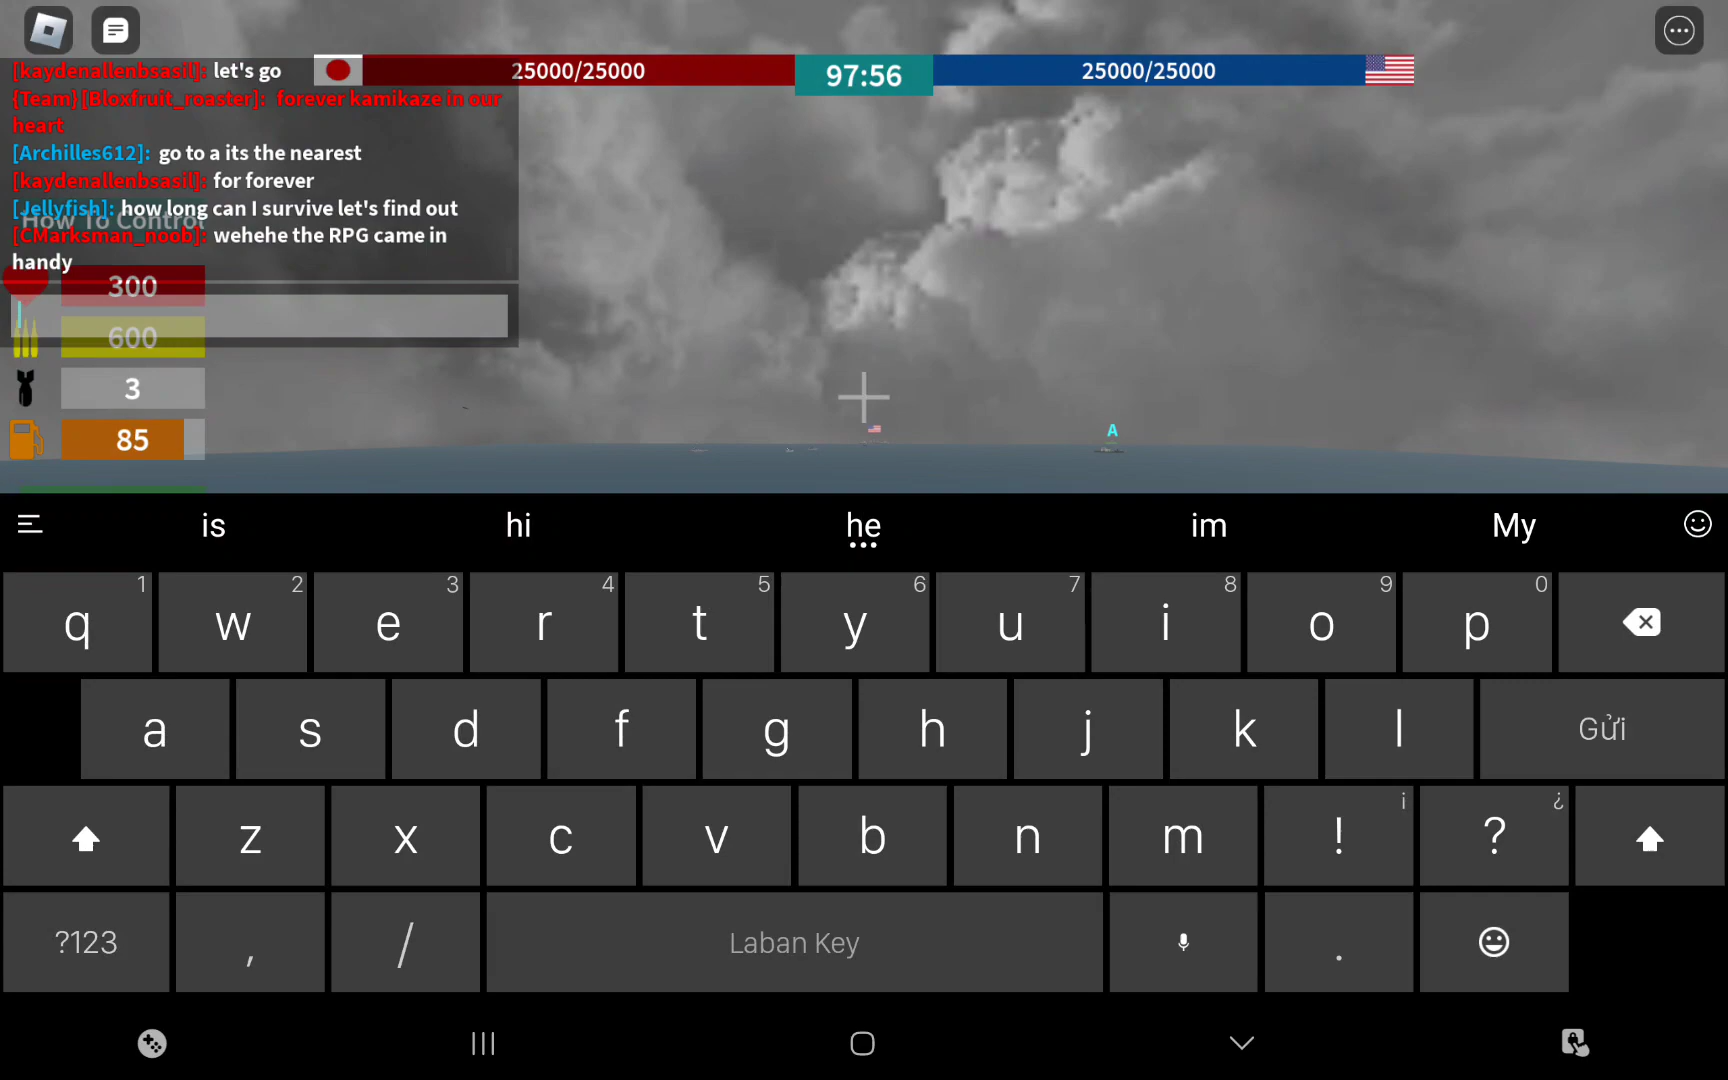 [kaydenallenbsasil]: let's go
25000/25000
97:56
25000/25000
{Team}[Bloxfruit_roaster]: forever kamikaze in our
heart
[Archilles612]: go to a its the nearest
[kaydenallenbsasil]: for forever
[Jellyfish]: how long can I survive let's find out
How To Control
[CMarksman_noob]: wehehe the RPG came in
handy
300
600
3
85
A
is hi he im My
q 1 w 2 e 3 r 4 t 5 y 6 u 7 i 8 o 9 p 0
a s d f g h j k l Gửi
z x c v b n m ! ¡ ? ¿
?123 , / Laban Key .